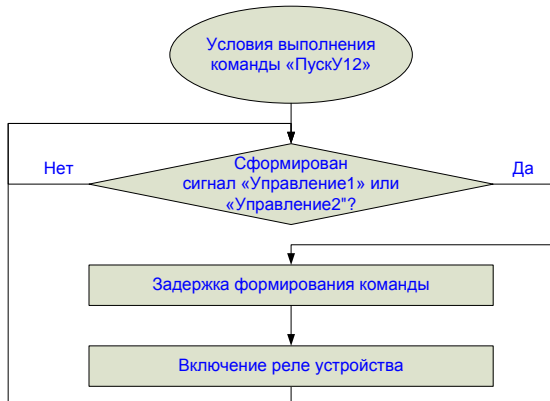 Условия выполнения
команды «ПускУ12»
Нет
Сформирован
сигнал «Управление1» или
«Управление2"?
Да
Задержка формирования команды
Включение реле устройства